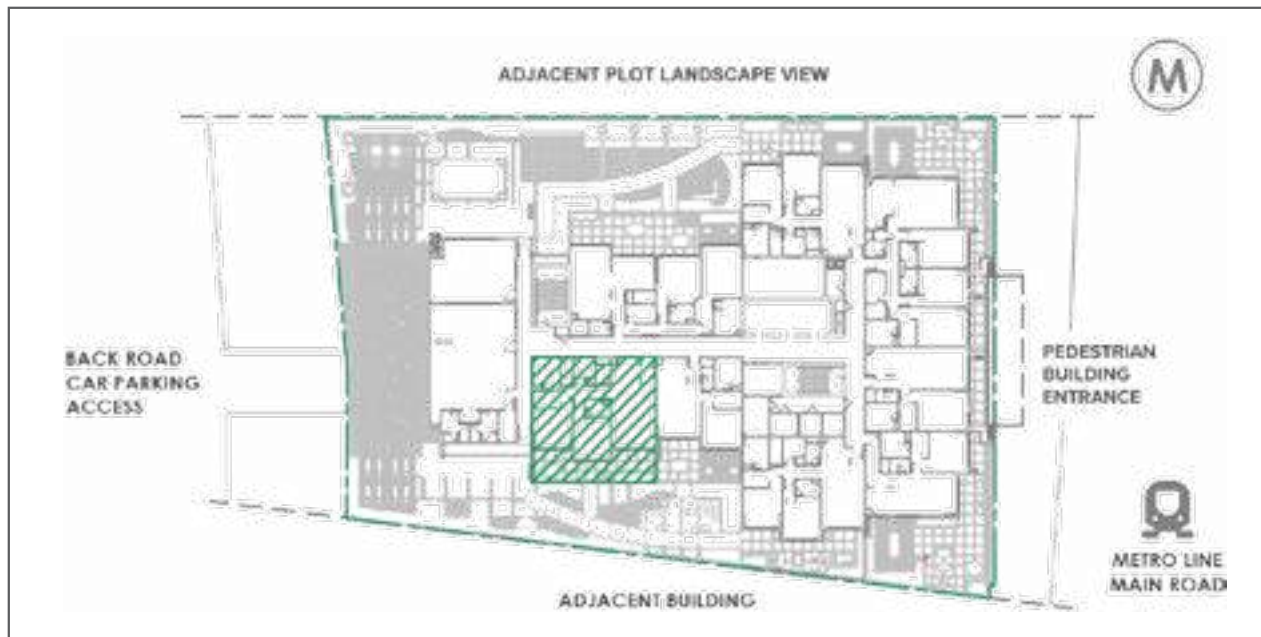 ADJACENT PLOT LANDSCAPE VIEW
M
BACK ROAD
CAR PARKING
ACCESS
PEDESTRIAN
BUILDING
ENTRANCE
METRO LINE
MAIN ROAD
ADJACENT BUILDING